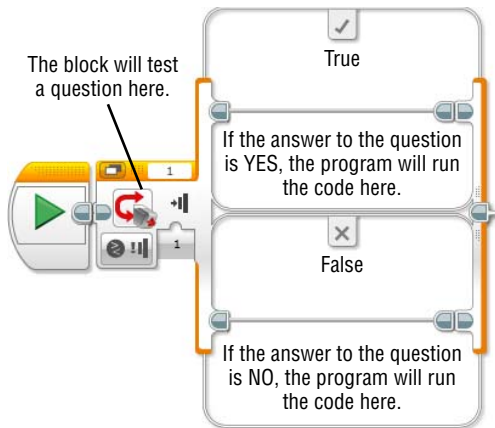 True
The block will test
a question here.
1
If the answer to the question
is YES, the program will run
the code here.
1
False
If the answer to the question
is NO, the program will run
the code here.